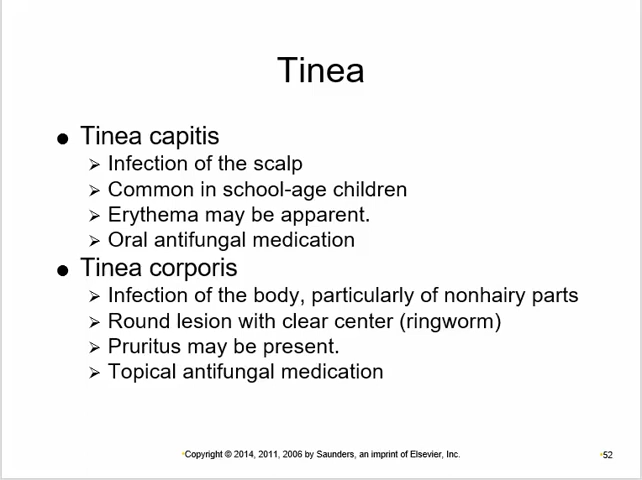 Tinea
● Tinea capitis
➢ Infection of the scalp
➢ Common in school-age children
➢ Erythema may be apparent.
➢ Oral antifungal medication
● Tinea corporis
➢ Infection of the body, particularly of nonhairy parts
➢ Round lesion with clear center (ringworm)
➢ Pruritus may be present.
➢ Topical antifungal medication
•Copyright © 2014, 2011, 2006 by Saunders, an imprint of Elsevier, Inc.
•52